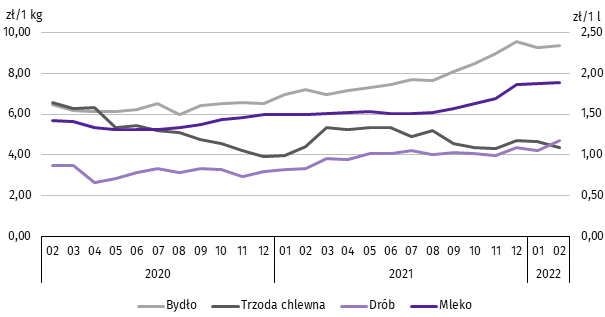 zł/1 kg zł/1 l
10,00 2,50
8,00 2,00
6,00 1,50
4,00 1,00
2,00 0,50
0,00 0,00
02 03 04 05 06 07 08 09 10 11 12 01 02 03 04 05 06 07 08 09 10 11 12 01 02
2020 2021 2022
Bydło Trzoda chlewna Drób Mleko